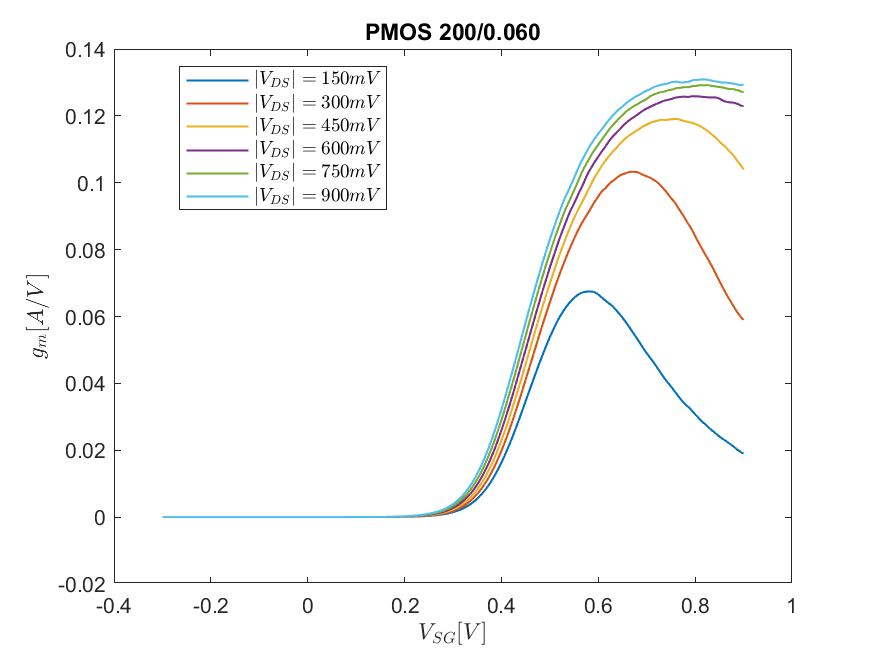 PMOS 200/0.060
|V_DS| = 150mV
|V_DS| = 300mV
|V_DS| = 450mV
|V_DS| = 600mV
|V_DS| = 750mV
|V_DS| = 900mV
0.14
0.12
0.1
0.08
0.06
0.04
0.02
0
-0.02
g_m[A/V]
-0.4 -0.2 0 0.2 0.4 0.6 0.8 1
V_SG[V]